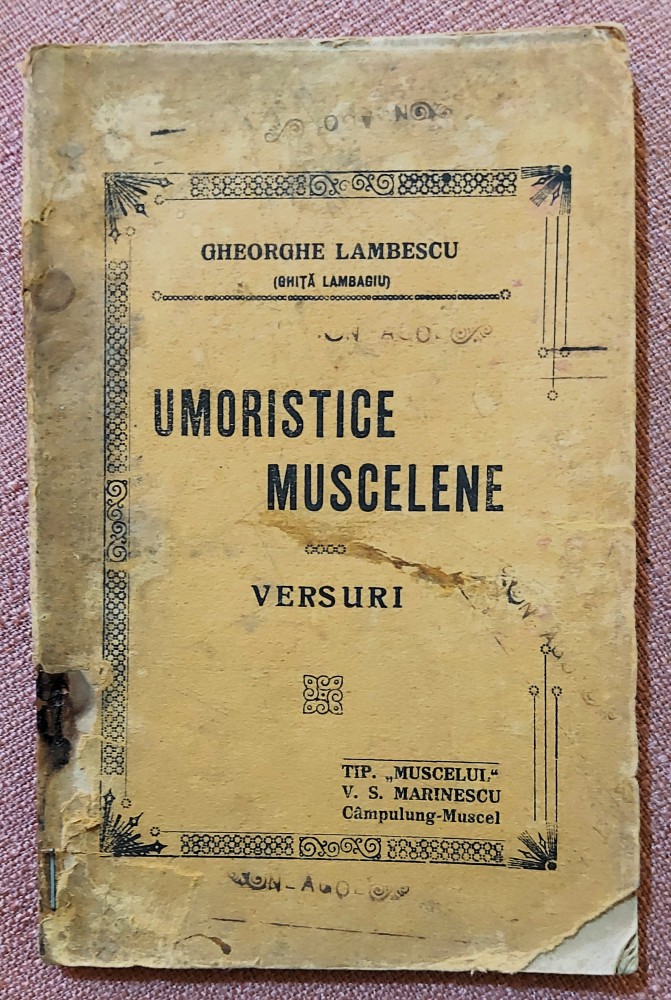 GHEORGHE LAMBESCU
(GHIȚĂ LAMBAGIU)
UMORISTICE
MUSCELENE
VERSURI
TIP. „MUSCELUL“
V. S. MARINESCU
Câmpulung-Muscel